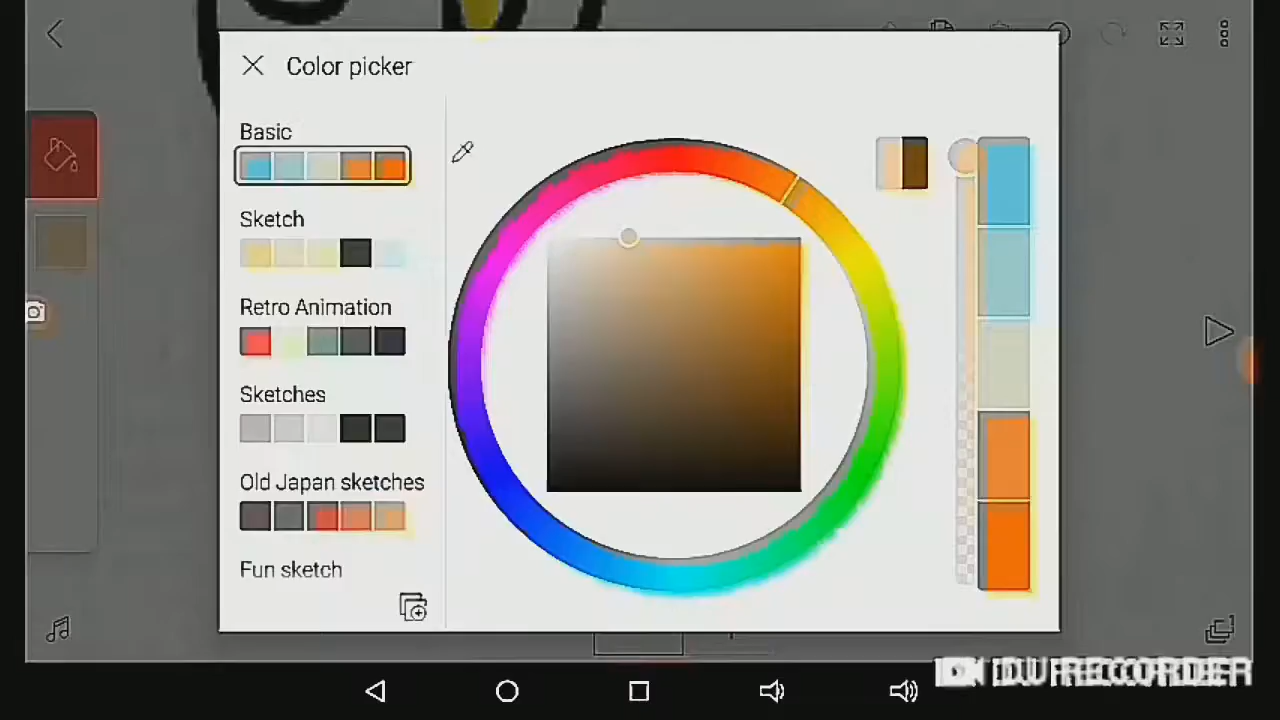 Color picker
Basic
Sketch
Retro Animation
Sketches
Old Japan sketches
Fun sketch
DU RECORDER